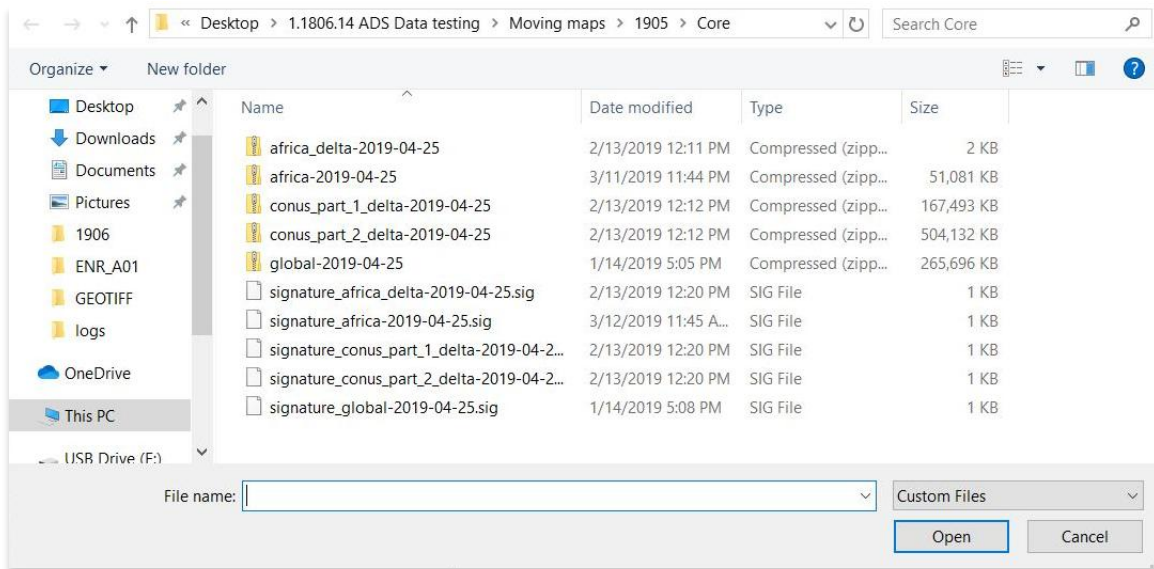 « Desktop > 1.1806.14 ADS Data testing > Moving maps > 1905 > Core Search Core
Organize New folder
Name Date modified Type Size
Desktop
Downloads
Documents
Pictures
1906
ENR_A01
GEOTIFF
logs
OneDrive
This PC
USB Drive (E:)
africa_delta-2019-04-25 2/13/2019 12:11 PM Compressed (zipp... 2 KB
africa-2019-04-25 3/11/2019 11:44 PM Compressed (zipp... 51,081 KB
conus_part_1_delta-2019-04-25 2/13/2019 12:12 PM Compressed (zipp... 167,493 KB
conus_part_2_delta-2019-04-25 2/13/2019 12:12 PM Compressed (zipp... 504,132 KB
global-2019-04-25 1/14/2019 5:05 PM Compressed (zipp... 265,696 KB
signature_africa_delta-2019-04-25.sig 2/13/2019 12:20 PM SIG File 1 KB
signature_africa-2019-04-25.sig 3/12/2019 11:45 A... SIG File 1 KB
signature_conus_part_1_delta-2019-04-2... 2/13/2019 12:20 PM SIG File 1 KB
signature_conus_part_2_delta-2019-04-2... 2/13/2019 12:20 PM SIG File 1 KB
signature_global-2019-04-25.sig 1/14/2019 5:08 PM SIG File 1 KB
File name: Custom Files
Open Cancel